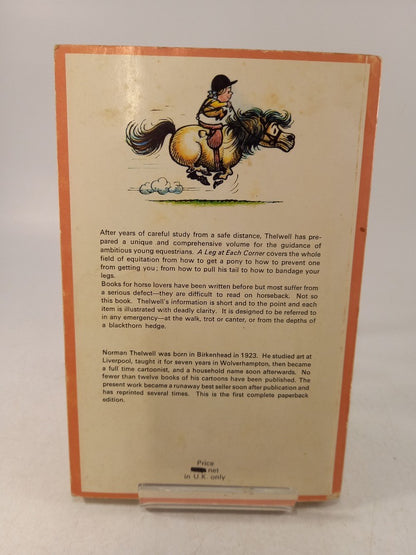 After years of careful study from a safe distance, Thelwell has pre-
pared a unique and comprehensive volume for the guidance of
ambitious young equestrians. A Leg at Each Corner covers the whole
field of equitation from how to get a pony to how to prevent one
from getting you; from how to pull his tail to how to bandage your
legs.
Books for horse lovers have been written before but most suffer from
a serious defect—they are difficult to read on horseback. Not so
this book. Thelwell's information is short and to the point and each
item is illustrated with deadly clarity. It is designed to be referred to
in any emergency—at the walk, trot or canter, or from the depths of
a blackthorn hedge.
Norman Thelwell was born in Birkenhead in 1923. He studied art at
Liverpool, taught it for seven years in Wolverhampton, then became
a full time cartoonist, and a household name soon afterwards. No
fewer than twelve books of his cartoons have been published. The
present work became a runaway best seller soon after publication and
has reprinted several times. This is the first complete paperback
edition.
Price
net
in U.K. only